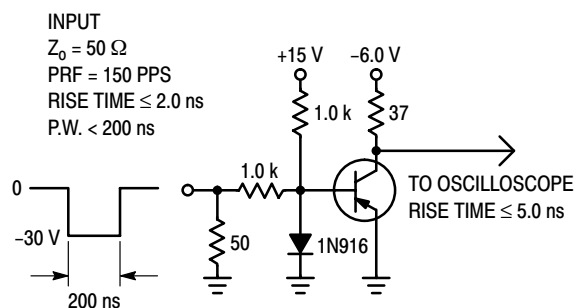 INPUT
Zo = 50 Ω
PRF = 150 PPS
RISE TIME ≤ 2.0 ns
P.W. < 200 ns
+15 V
−6.0 V
1.0 k
37
1.0 k
TO OSCILLOSCOPE
RISE TIME ≤ 5.0 ns
0
−30 V
50
1N916
200 ns